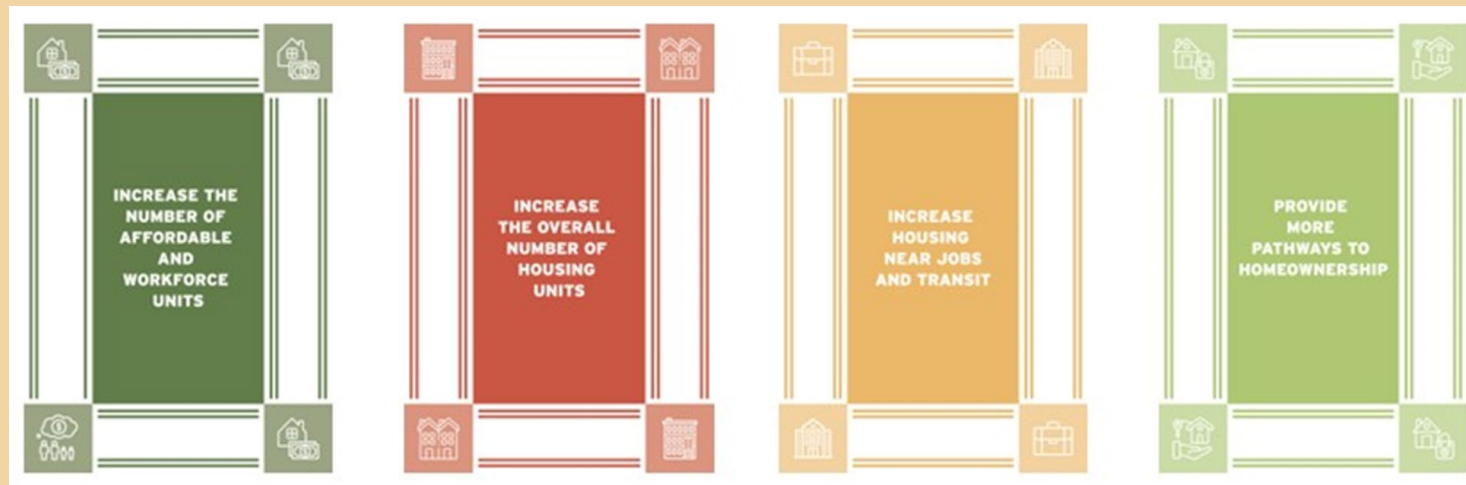 INCREASE THE
NUMBER OF
AFFORDABLE
AND
WORKFORCE
UNITS
INCREASE
THE OVERALL
NUMBER OF
HOUSING
UNITS
INCREASE
HOUSING
NEAR JOBS
AND TRANSIT
PROVIDE
MORE
PATHWAYS TO
HOMEOWNERSHIP